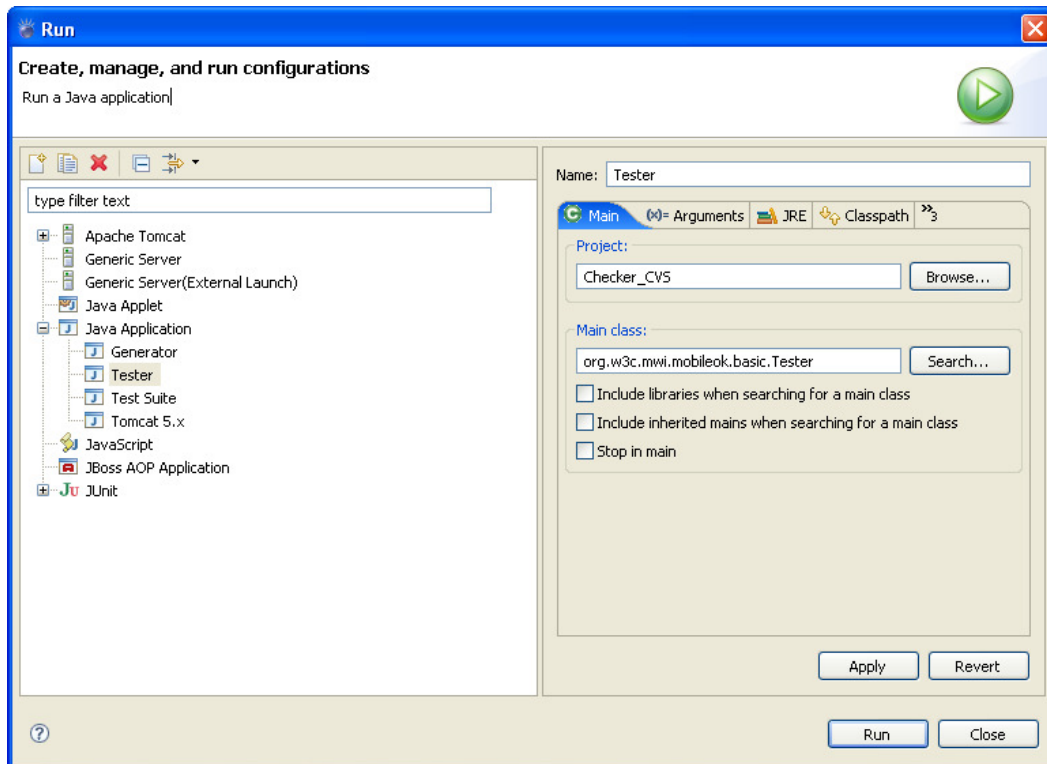 Run
Create, manage, and run configurations
Run a Java application
type filter text
Apache Tomcat
Generic Server
Generic Server(External Launch)
Java Applet
Java Application
Generator
Tester
Test Suite
Tomcat 5.x
JavaScript
JBoss AOP Application
JUnit
Name: Tester
Main (x)= Arguments JRE Classpath »3
Project:
Checker_CVS Browse...
Main class:
org.w3c.mwi.mobileok.basic.Tester Search...
Include libraries when searching for a main class
Include inherited mains when searching for a main class
Stop in main
Apply Revert
Run Close